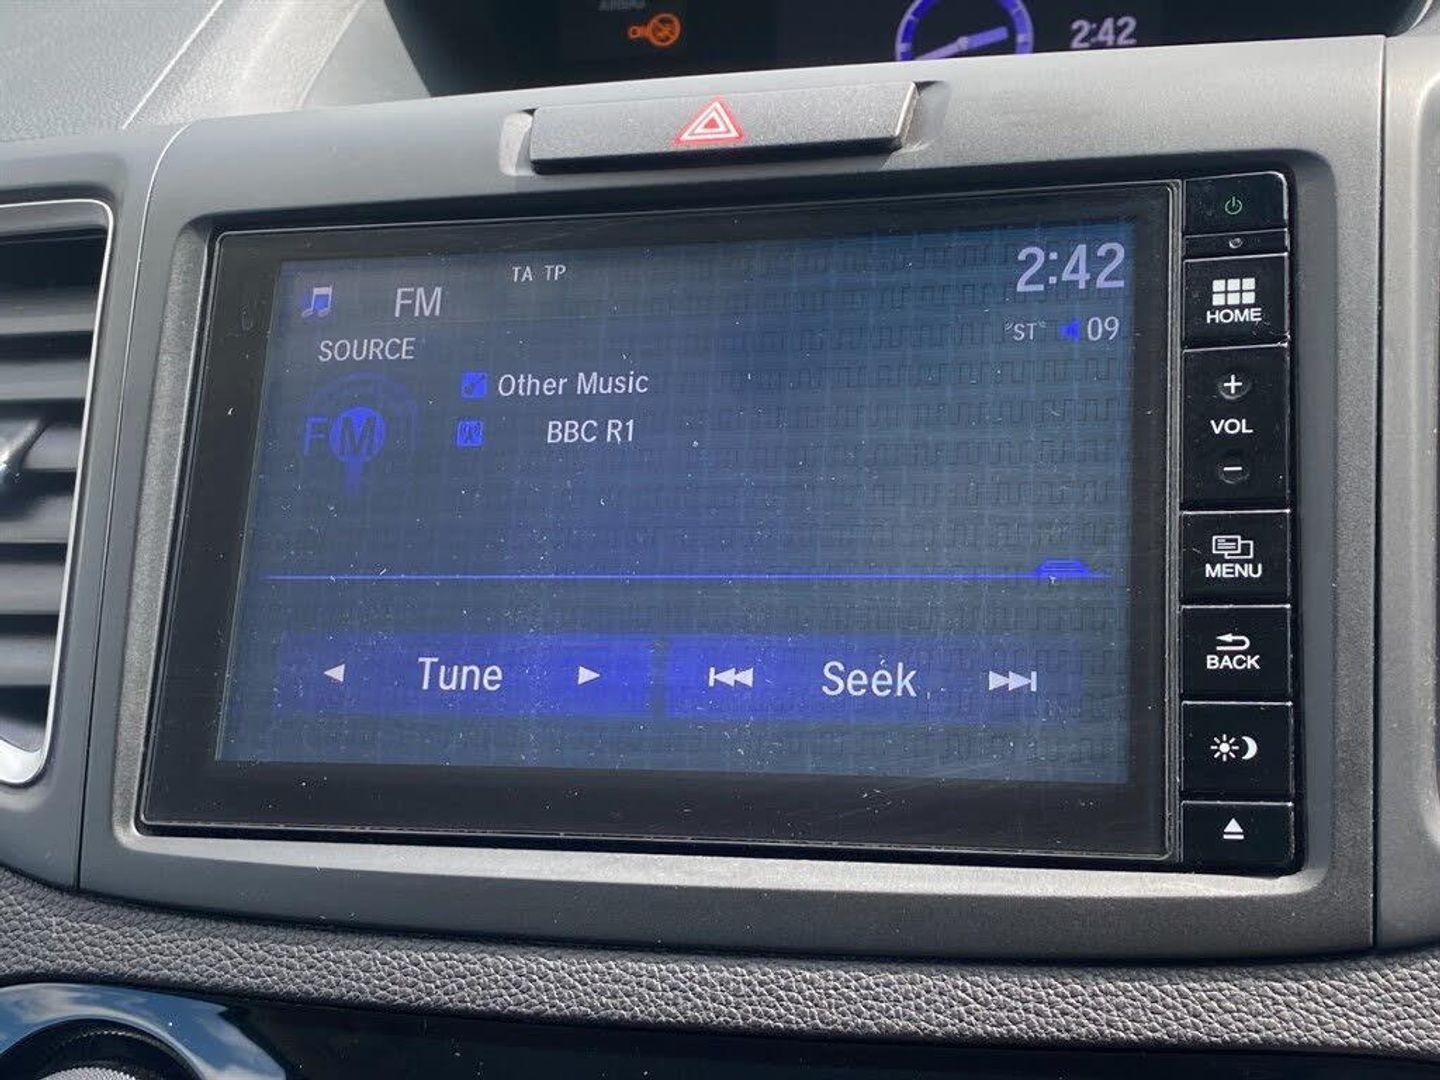 2:42
TA TP
2:42
FM
ST 09
SOURCE
Other Music
FM
BBC R1
Tune
Seek
HOME
+
VOL
−
MENU
BACK